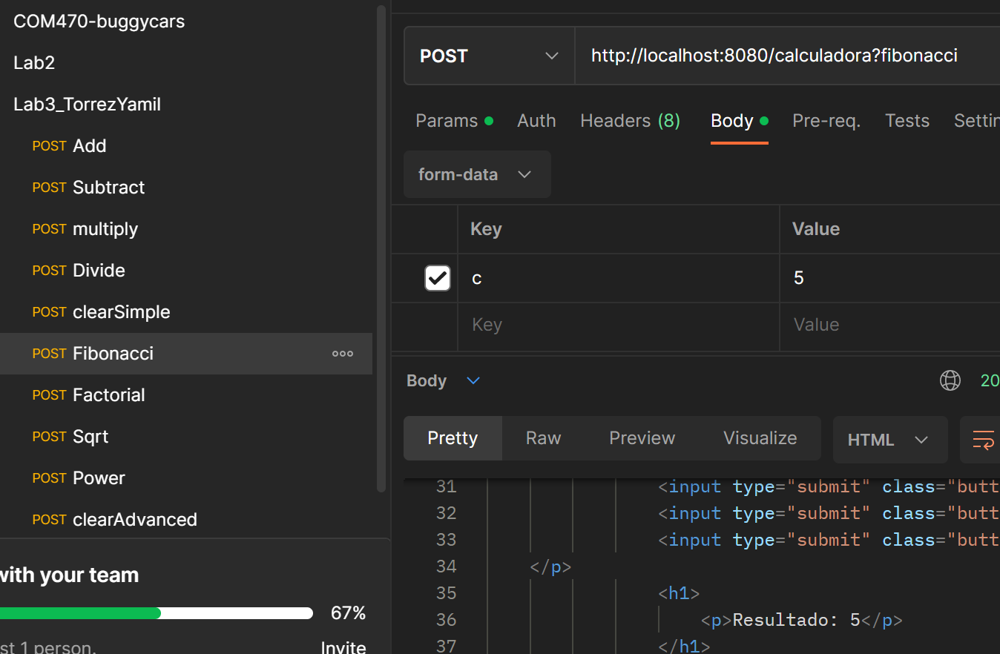 COM470-buggycars
Lab2
Lab3_TorrezYamil
POST Add
POST Subtract
POST multiply
POST Divide
POST clearSimple
POST Fibonacci
POST Factorial
POST Sqrt
POST Power
POST clearAdvanced
with your team
67%
st 1 person.
Invite
POST
http://localhost:8080/calculadora?fibonacci
Params Auth Headers (8) Body Pre-req. Tests Settin
form-data
Key Value
c 5
Key Value
Body 20
Pretty Raw Preview Visualize HTML
31 <input type="submit" class="butt
32 <input type="submit" class="butt
33 <input type="submit" class="butt
34 </p>
35 <h1>
36 <p>Resultado: 5</p>
37 </h1>